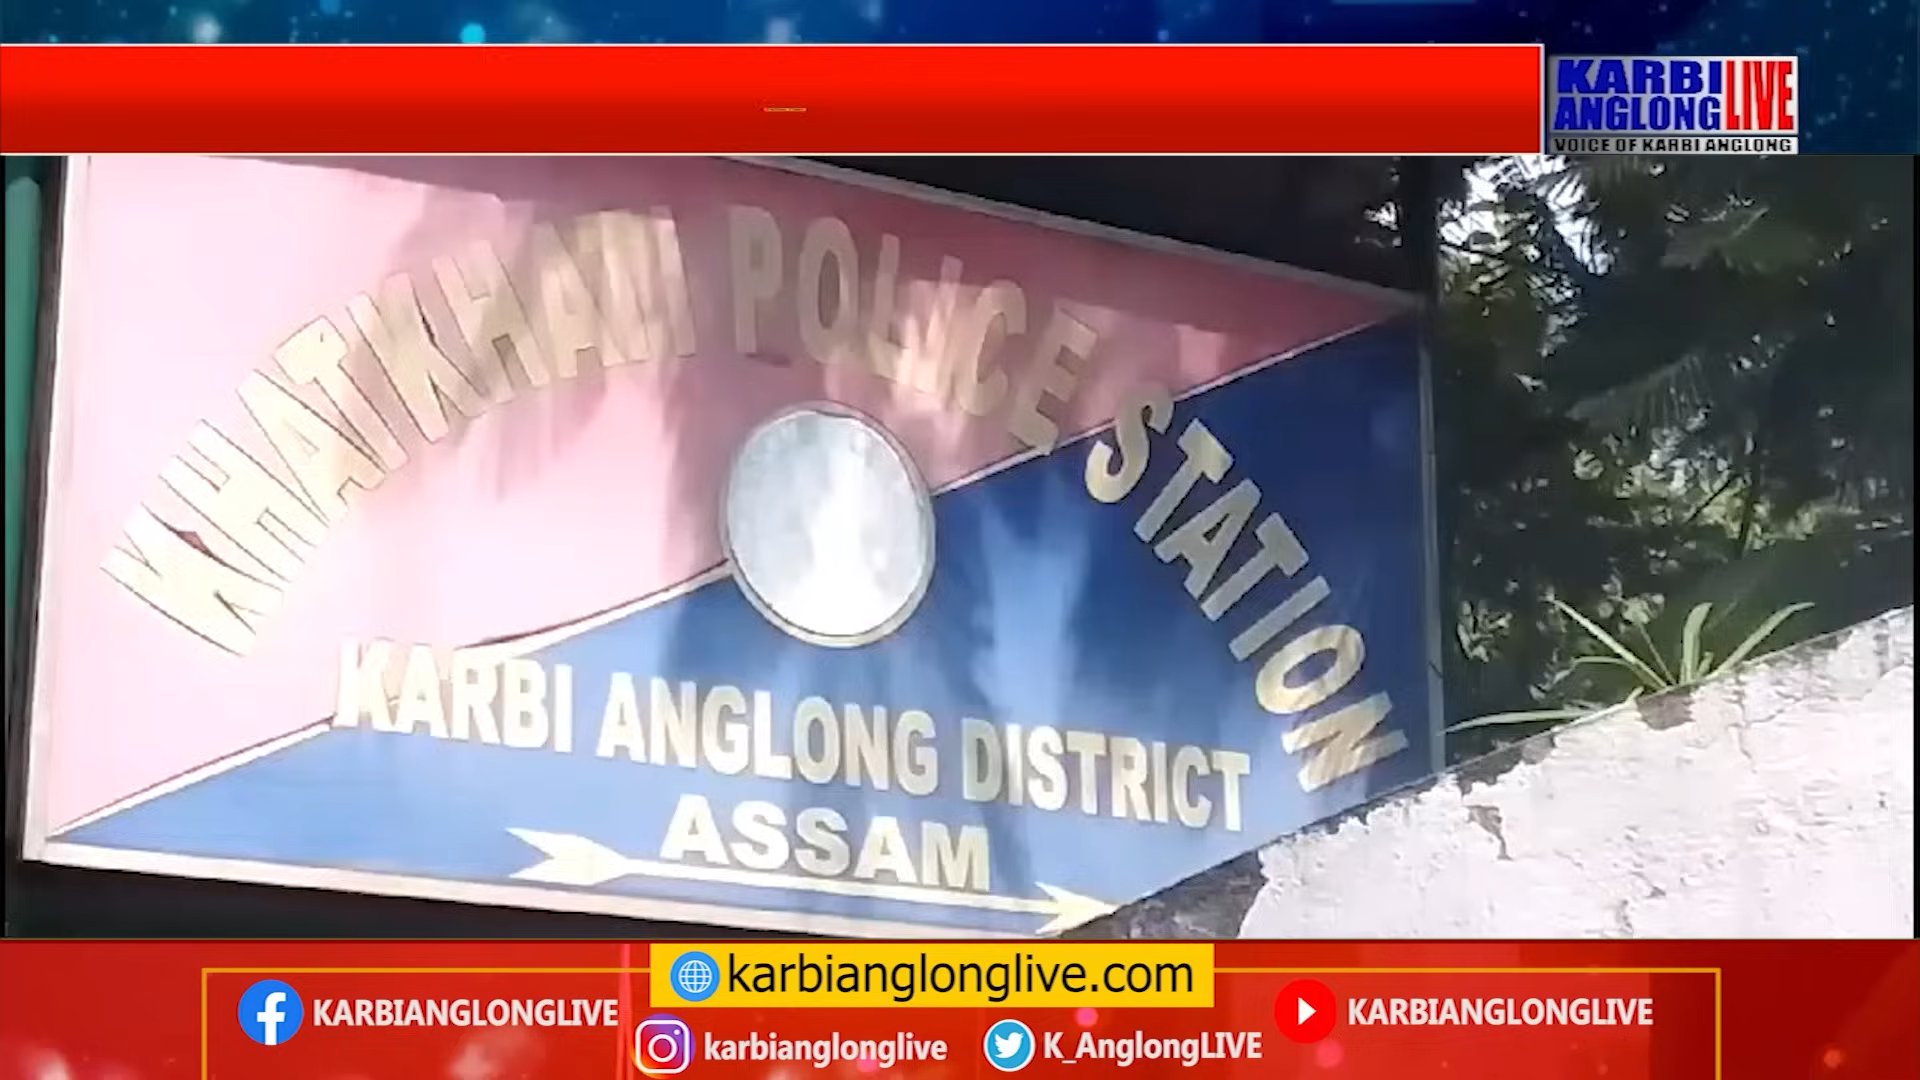 KARBI
ANGLONG LIVE
VOICE OF KARBI ANGLONG
KHATKHAM POLICE STATION
KARBI ANGLONG DISTRICT
ASSAM
karbianglonglive.com
KARBIANGLONGLIVE
karbianglonglive
K_AnglongLIVE
KARBIANGLONGLIVE